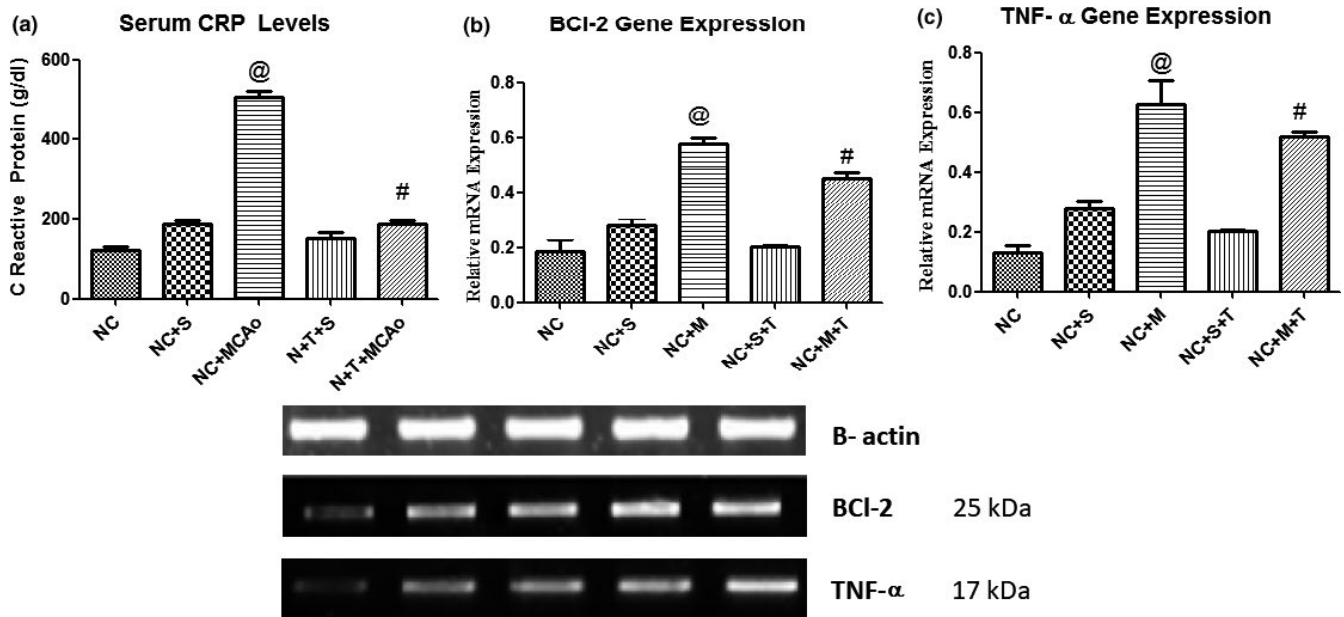 (a)
Serum CRP Levels
C Reactive Protein (g/dl)
600
400
200
0
@
#
NC
NC+S
NC+MCAo
N+T+S
N+T+MCAo
(b)
BCl-2 Gene Expression
Relative mRNA Expression
0.8
0.6
0.4
0.2
0.0
@
#
NC
NC+S
NC+M
NC+S+T
NC+M+T
(c)
TNF- α Gene Expression
Relative mRNA Expression
0.8
0.6
0.4
0.2
0.0
@
#
NC
NC+S
NC+M
NC+S+T
NC+M+T
B- actin
BCl-2 25 kDa
TNF-α 17 kDa